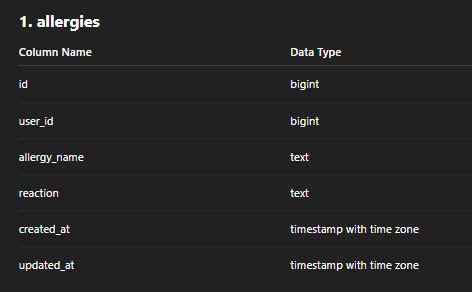 1. allergies
Column Name Data Type
id bigint
user_id bigint
allergy_name text
reaction text
created_at timestamp with time zone
updated_at timestamp with time zone